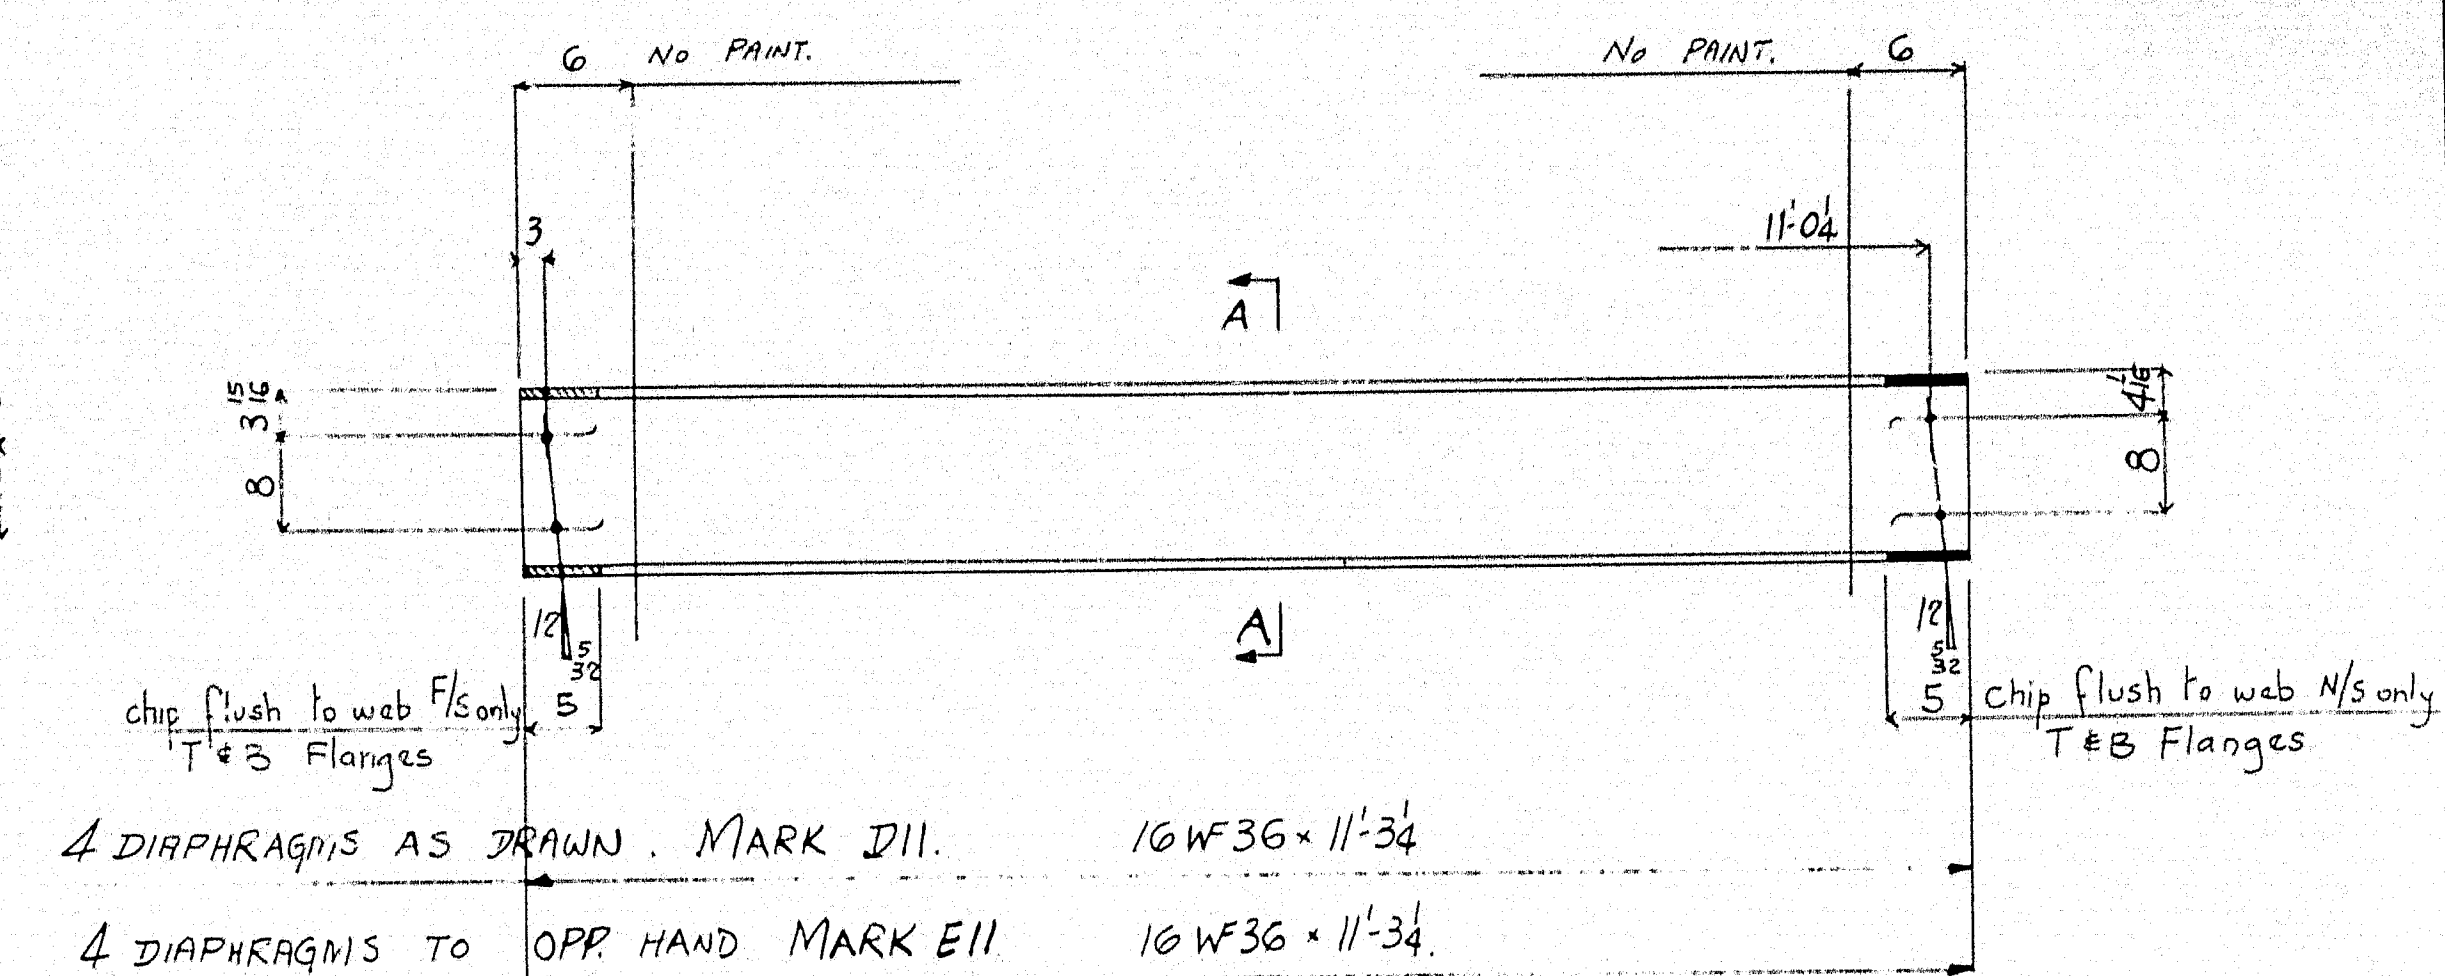 6 NO PAINT.
NO PAINT. 6
3
11'-0¼
A
3 15/16
8
4 1/16
8
A
12
5/32
5
12
5/32
5
chip flush to web F/S only
T & B Flanges
chip flush to web N/S only
T & B Flanges
4 DIAPHRAGMS AS DRAWN. MARK D11. 16 WF 36 x 11'-3¼
4 DIAPHRAGMS TO OPP. HAND MARK E11 16 WF 36 x 11'-3¼.